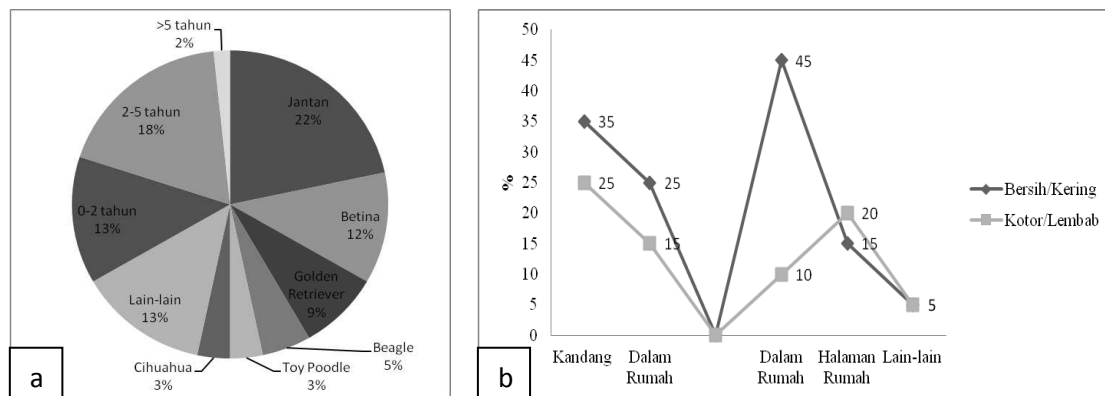 >5 tahun
2%
Jantan
22%
Betina
12%
Golden
Retriever
9%
Beagle
5%
Toy Poodle
3%
Cihuahua
3%
Lain-lain
13%
0-2 tahun
13%
2-5 tahun
18%
a
50
45
40
35
30
25
20
15
10
5
0
%
35
25
25
15
45
10
20
15
5
Kandang
Dalam
Rumah
Dalam
Rumah
Halaman
Rumah
Lain-lain
Bersih/Kering
Kotor/Lembab
b